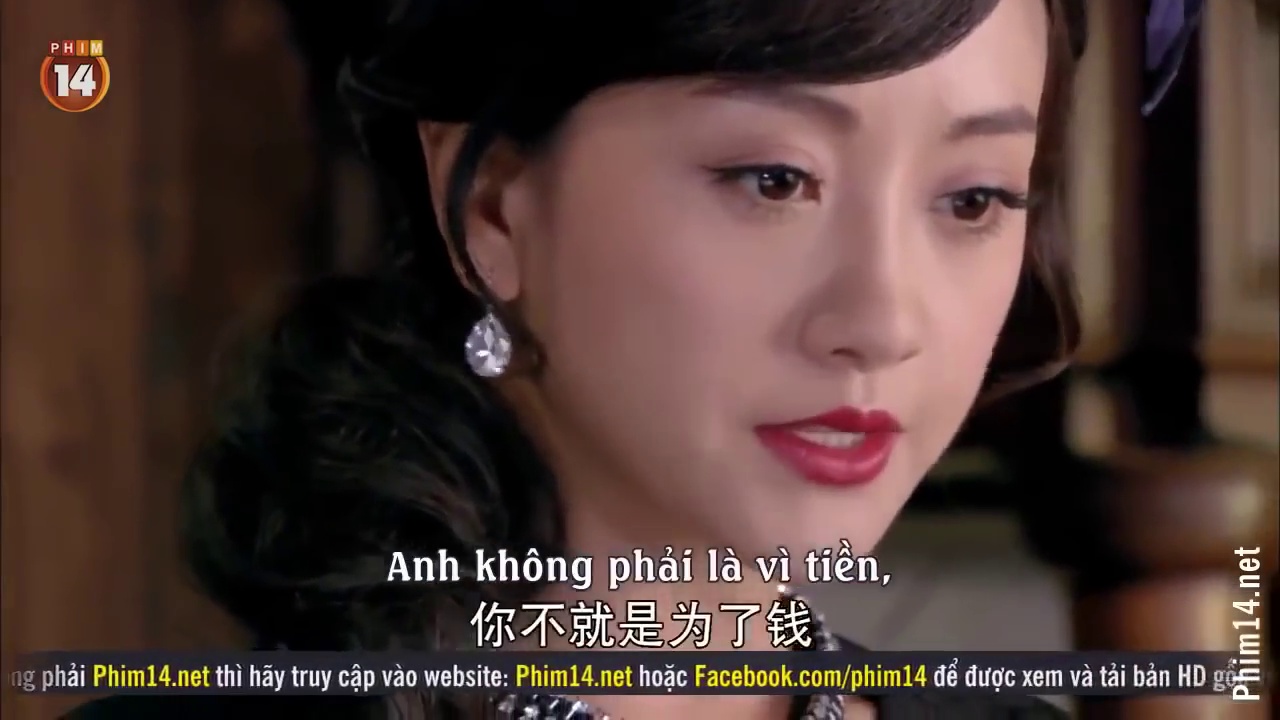 PHIM
14
Anh không phải là vì tiền,
你不就是为了钱
phải Phim14.net thì hãy truy cập vào website: Phim14.net hoặc Facebook.com/phim14 để được xem và tải bản HD
Phim14.net